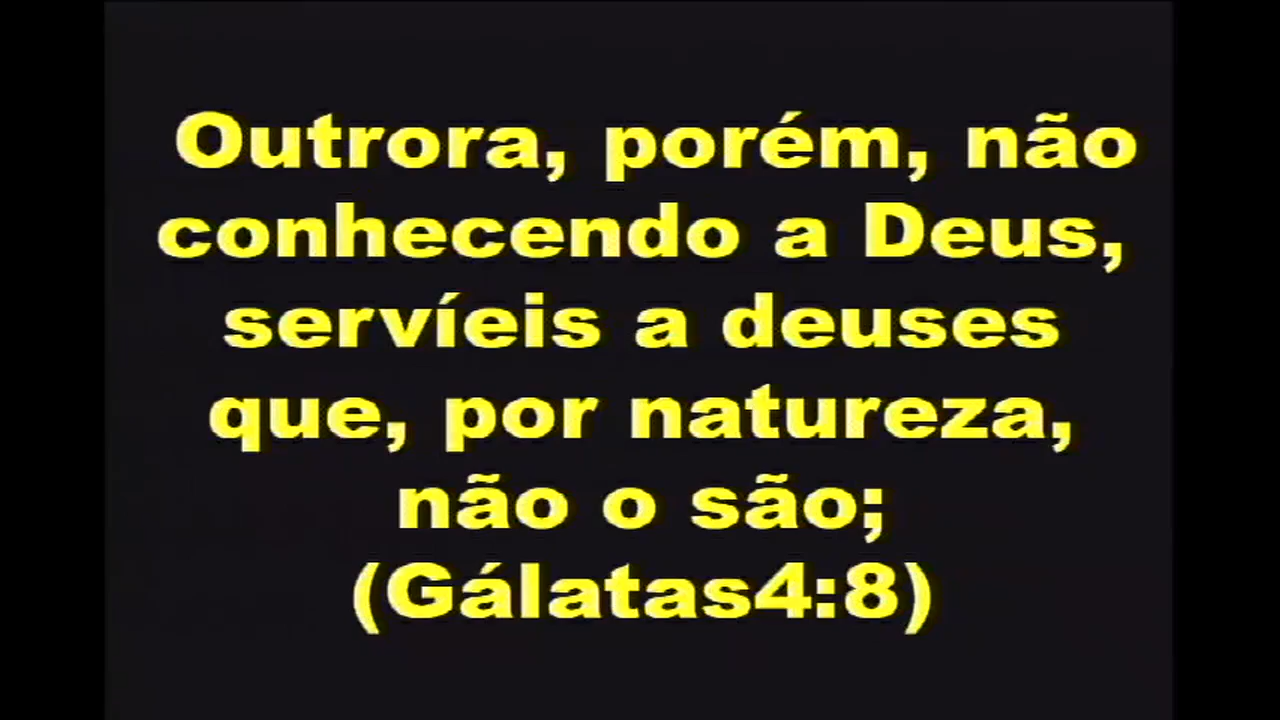 Outrora, porém, não
conhecendo a Deus,
servíeis a deuses
que, por natureza,
não o são;
(Gálatas4:8)